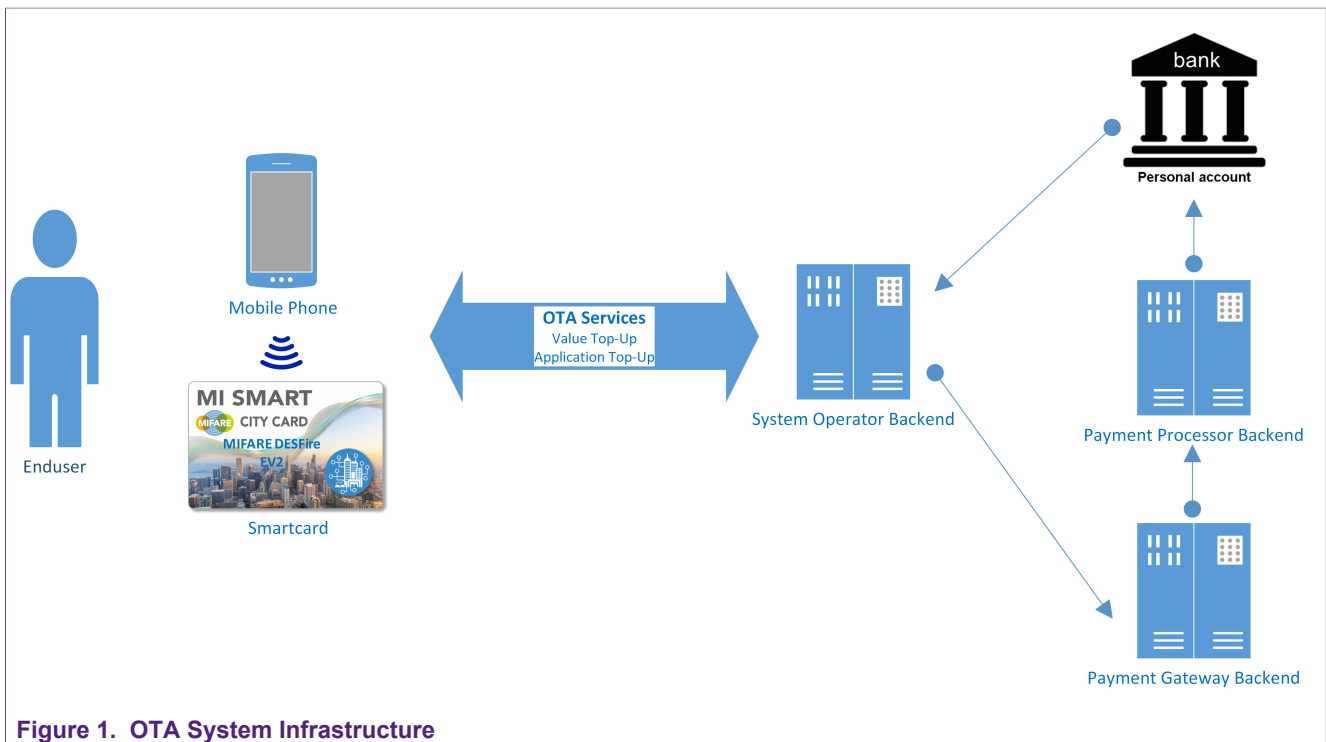 bank
Personal account
Mobile Phone
OTA Services
Value Top-Up
Application Top-Up
MI SMART
MIFARE CITY CARD
MIFARE DESFire
EV2
Smartcard
Enduser
System Operator Backend
Payment Processor Backend
Payment Gateway Backend
Figure 1. OTA System Infrastructure